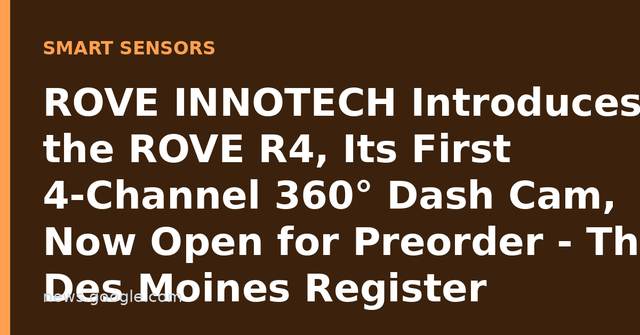 SMART SENSORS
ROVE INNOTECH Introduces
the ROVE R4, Its First
4-Channel 360° Dash Cam,
Now Open for Preorder - Th
Des Moines Register
news.google.com